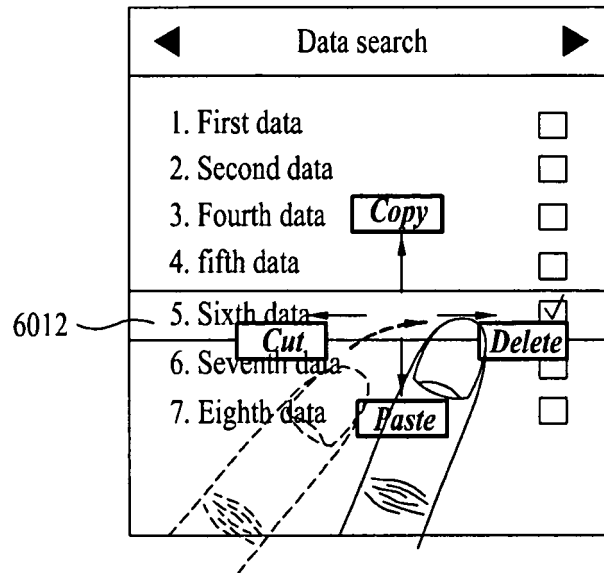 Data search
1. First data
2. Second data
3. Fourth data
Copy
4. fifth data
6012
5. Sixth data
Cut
Delete
6. Seventh data
7. Eighth data
Paste